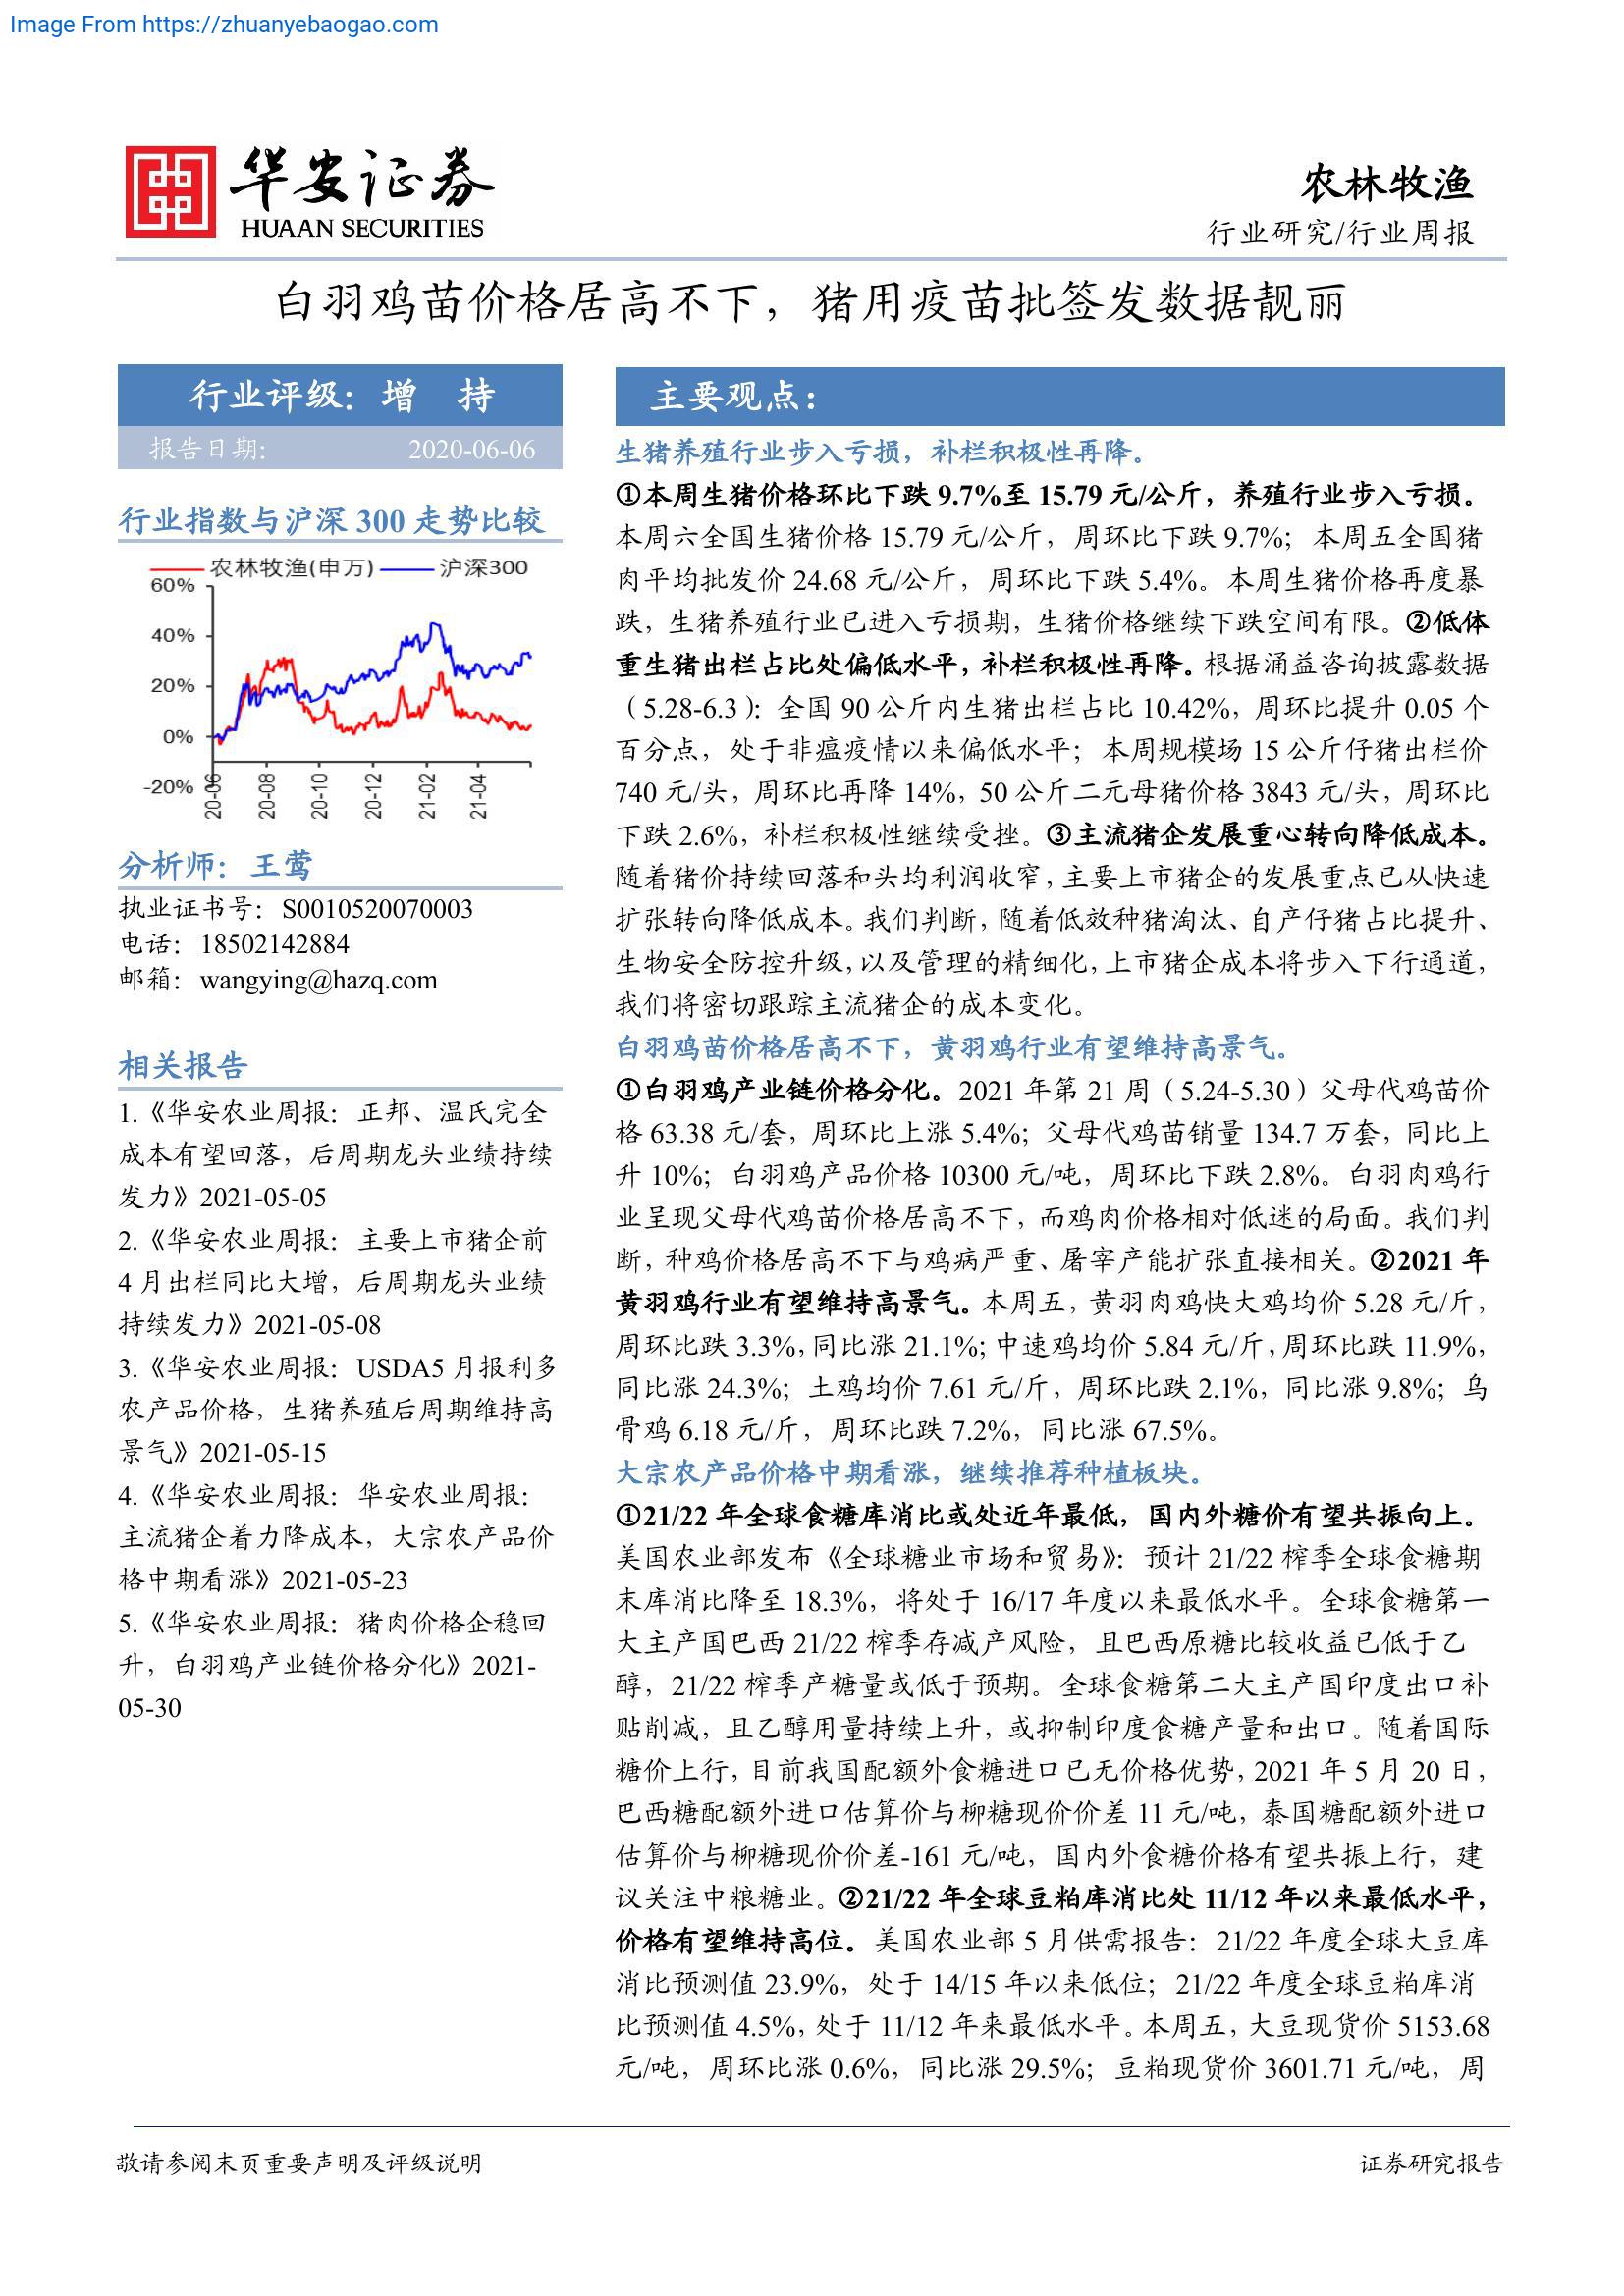 Image From https://zhuanyebaogao.com
华安证券
HUAAN SECURITIES
农林牧渔
行业研究/行业周报
白羽鸡苗价格居高不下，猪用疫苗批签发数据靓丽
行业评级：增 持
报告日期： 2020-06-06
行业指数与沪深 300 走势比较
农林牧渔(申万) 沪深300
60%
40%
20%
0%
-20%
20-06 20-08 20-10 20-12 21-02 21-04
分析师：王莺
执业证书号：S0010520070003
电话：18502142884
邮箱：wangying@hazq.com
相关报告
1.《华安农业周报：正邦、温氏完全
成本有望回落，后周期龙头业绩持续
发力》2021-05-05
2.《华安农业周报：主要上市猪企前
4 月出栏同比大增，后周期龙头业绩
持续发力》2021-05-08
3.《华安农业周报：USDA5 月报利多
农产品价格，生猪养殖后周期维持高
景气》2021-05-15
4.《华安农业周报：华安农业周报：
主流猪企着力降成本，大宗农产品价
格中期看涨》2021-05-23
5.《华安农业周报：猪肉价格企稳回
升，白羽鸡产业链价格分化》2021-
05-30
主要观点：
生猪养殖行业步入亏损，补栏积极性再降。
①本周生猪价格环比下跌 9.7%至 15.79 元/公斤，养殖行业步入亏损。
本周六全国生猪价格 15.79 元/公斤，周环比下跌 9.7%；本周五全国猪
肉平均批发价 24.68 元/公斤，周环比下跌 5.4%。本周生猪价格再度暴
跌，生猪养殖行业已进入亏损期，生猪价格继续下跌空间有限。②低体
重生猪出栏占比处偏低水平，补栏积极性再降。根据涌益咨询披露数据
（5.28-6.3）：全国 90 公斤内生猪出栏占比 10.42%，周环比提升 0.05 个
百分点，处于非瘟疫情以来偏低水平；本周规模场 15 公斤仔猪出栏价
740 元/头，周环比再降 14%，50 公斤二元母猪价格 3843 元/头，周环比
下跌 2.6%，补栏积极性继续受挫。③主流猪企发展重心转向降低成本。
随着猪价持续回落和头均利润收窄，主要上市猪企的发展重点已从快速
扩张转向降低成本。我们判断，随着低效种猪淘汰、自产仔猪占比提升、
生物安全防控升级，以及管理的精细化，上市猪企成本将步入下行通道，
我们将密切跟踪主流猪企的成本变化。
白羽鸡苗价格居高不下，黄羽鸡行业有望维持高景气。
①白羽鸡产业链价格分化。2021 年第 21 周（5.24-5.30）父母代鸡苗价
格 63.38 元/套，周环比上涨 5.4%；父母代鸡苗销量 134.7 万套，同比上
升 10%；白羽鸡产品价格 10300 元/吨，周环比下跌 2.8%。白羽肉鸡行
业呈现父母代鸡苗价格居高不下，而鸡肉价格相对低迷的局面。我们判
断，种鸡价格居高不下与鸡病严重、屠宰产能扩张直接相关。②2021 年
黄羽鸡行业有望维持高景气。本周五，黄羽肉鸡快大鸡均价 5.28 元/斤，
周环比跌 3.3%，同比涨 21.1%；中速鸡均价 5.84 元/斤，周环比跌 11.9%，
同比涨 24.3%；土鸡均价 7.61 元/斤，周环比跌 2.1%，同比涨 9.8%；乌
骨鸡 6.18 元/斤，周环比跌 7.2%，同比涨 67.5%。
大宗农产品价格中期看涨，继续推荐种植板块。
①21/22 年全球食糖库消比或处近年最低，国内外糖价有望共振向上。
美国农业部发布《全球糖业市场和贸易》：预计 21/22 榨季全球食糖期
末库消比降至 18.3%，将处于 16/17 年度以来最低水平。全球食糖第一
大主产国巴西 21/22 榨季存减产风险，且巴西原糖比较收益已低于乙
醇，21/22 榨季产糖量或低于预期。全球食糖第二大主产国印度出口补
贴削减，且乙醇用量持续上升，或抑制印度食糖产量和出口。随着国际
糖价上行，目前我国配额外食糖进口已无价格优势，2021 年 5 月 20 日，
巴西糖配额外进口估算价与柳糖现价价差 11 元/吨，泰国糖配额外进口
估算价与柳糖现价价差-161 元/吨，国内外食糖价格有望共振上行，建
议关注中粮糖业。②21/22 年全球豆粕库消比处 11/12 年以来最低水平，
价格有望维持高位。美国农业部 5 月供需报告：21/22 年度全球大豆库
消比预测值 23.9%，处于 14/15 年以来低位；21/22 年度全球豆粕库消
比预测值 4.5%，处于 11/12 年来最低水平。本周五，大豆现货价 5153.68
元/吨，周环比涨 0.6%，同比涨 29.5%；豆粕现货价 3601.71 元/吨，周
敬请参阅末页重要声明及评级说明
证券研究报告